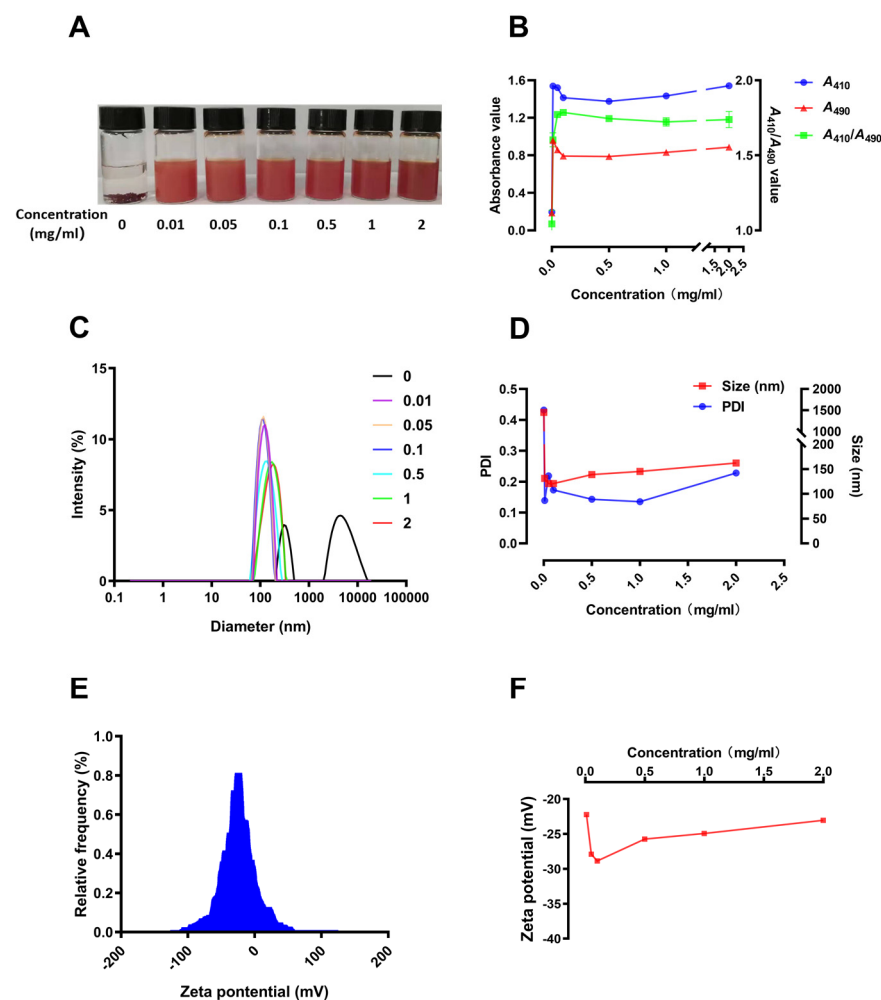 A
Concentration
(mg/ml)
0 0.01 0.05 0.1 0.5 1 2
B
Absorbance value
1.6
1.2
0.8
0.4
0.0
2.0
1.5
1.0
A410/A490 value
A410
A490
A410/A490
0.0 0.5 1.0 1.5 2.0 2.5
Concentration（mg/ml）
C
Intensity (%)
15
10
5
0
0.1 1 10 100 1000 10000 100000
Diameter (nm)
0
0.01
0.05
0.1
0.5
1
2
D
PDI
0.5
0.4
0.3
0.2
0.1
0.0
Size (nm)
PDI
2000
1500
1000
200
150
100
50
0
Size (nm)
0.0 0.5 1.0 1.5 2.0 2.5
Concentration（mg/ml）
E
Relative frequency (%)
1.0
0.8
0.6
0.4
0.2
0.0
-200 -100 0 100 200
Zeta pontential (mV)
F
Concentration（mg/ml）
0.0 0.5 1.0 1.5 2.0
Zeta potential (mV)
-20
-25
-30
-35
-40